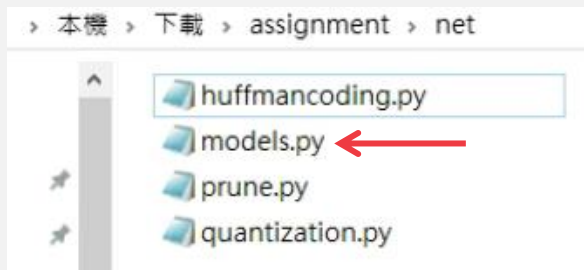 › 本機 › 下載 › assignment › net
huffmancoding.py
models.py
prune.py
quantization.py